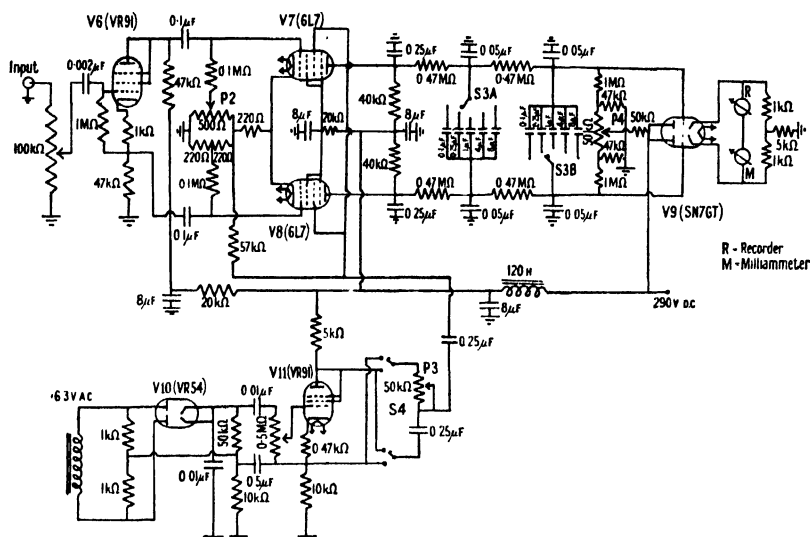 V6(VR91)
0·1μF
V7(6L7)
0·25μF
0·05μF
0·05μF
Input
0·002μF
47kΩ
0·1MΩ
P2
500Ω
220Ω
220Ω
220Ω
0·1MΩ
1MΩ
1kΩ
100kΩ
47kΩ
0·1μF
V8(6L7)
57kΩ
8μF
20kΩ
8μF
40kΩ
40kΩ
0·47MΩ
0·47MΩ
S3A
S3B
0·47MΩ
0·47MΩ
0·25μF
0·05μF
0·05μF
1MΩ
47kΩ
P4
50kΩ
47kΩ
1MΩ
R
M
1kΩ
5kΩ
1kΩ
V9(SN7GT)
R - Recorder
M - Milliammeter
120H
8μF
20kΩ
8μF
290V D.C
5kΩ
0·25μF
V11(VR91)
P3
50kΩ
S4
0·25μF
6·3V AC
V10(VR54)
0·01μF
1kΩ
1kΩ
50kΩ
0·5MΩ
0·47kΩ
0·01μF
0·5μF
10kΩ
10kΩ